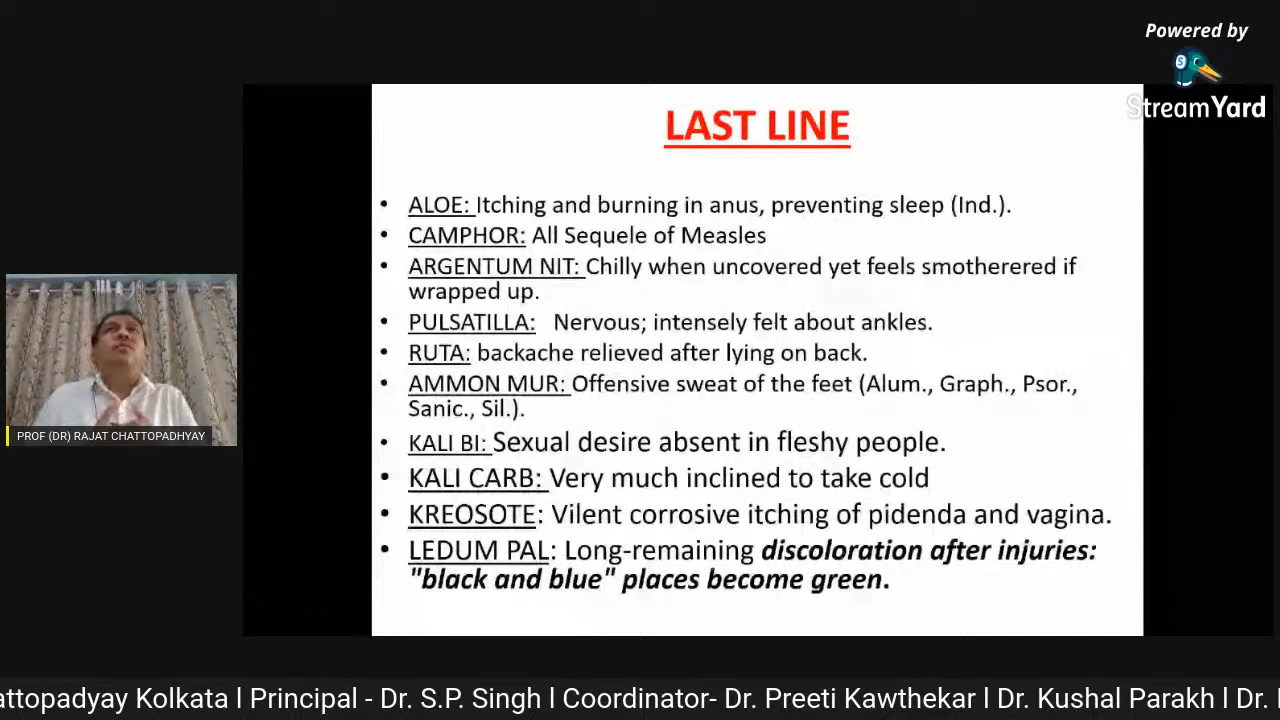 Powered by
StreamYard
LAST LINE
• ALOE: Itching and burning in anus, preventing sleep (Ind.).
• CAMPHOR: All Sequele of Measles
• ARGENTUM NIT: Chilly when uncovered yet feels smotherered if
wrapped up.
• PULSATILLA: Nervous; intensely felt about ankles.
• RUTA: backache relieved after lying on back.
• AMMON MUR: Offensive sweat of the feet (Alum., Graph., Psor.,
Sanic., Sil.).
• KALI BI: Sexual desire absent in fleshy people.
• KALI CARB: Very much inclined to take cold
• KREOSOTE: Vilent corrosive itching of pidenda and vagina.
• LEDUM PAL: Long-remaining discoloration after injuries:
"black and blue" places become green.
PROF (DR) RAJAT CHATTOPADHYAY
attopadyay Kolkata l Principal - Dr. S.P. Singh l Coordinator- Dr. Preeti Kawthekar l Dr. Kushal Parakh l Dr.